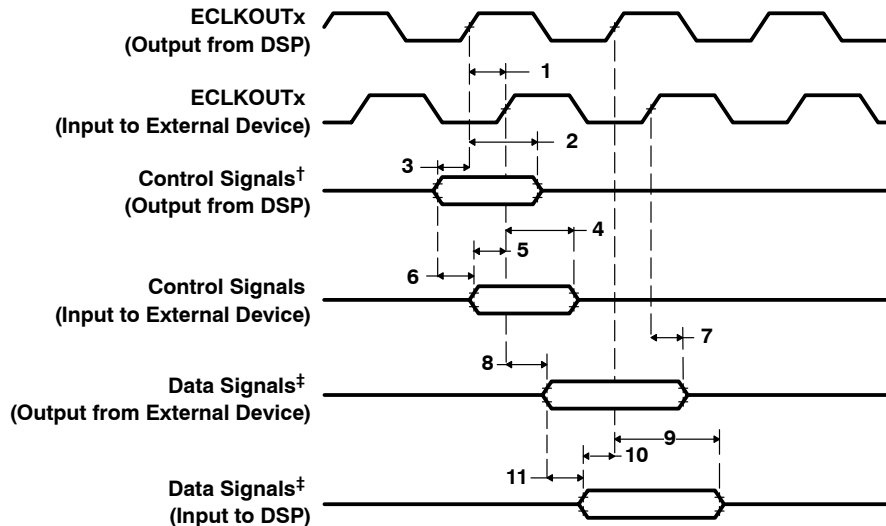 ECLKOUTx
(Output from DSP)
1
ECLKOUTx
(Input to External Device)
2
3
Control Signals†
(Output from DSP)
4
5
6
Control Signals
(Input to External Device)
7
8
Data Signals‡
(Output from External Device)
9
10
11
Data Signals‡
(Input to DSP)